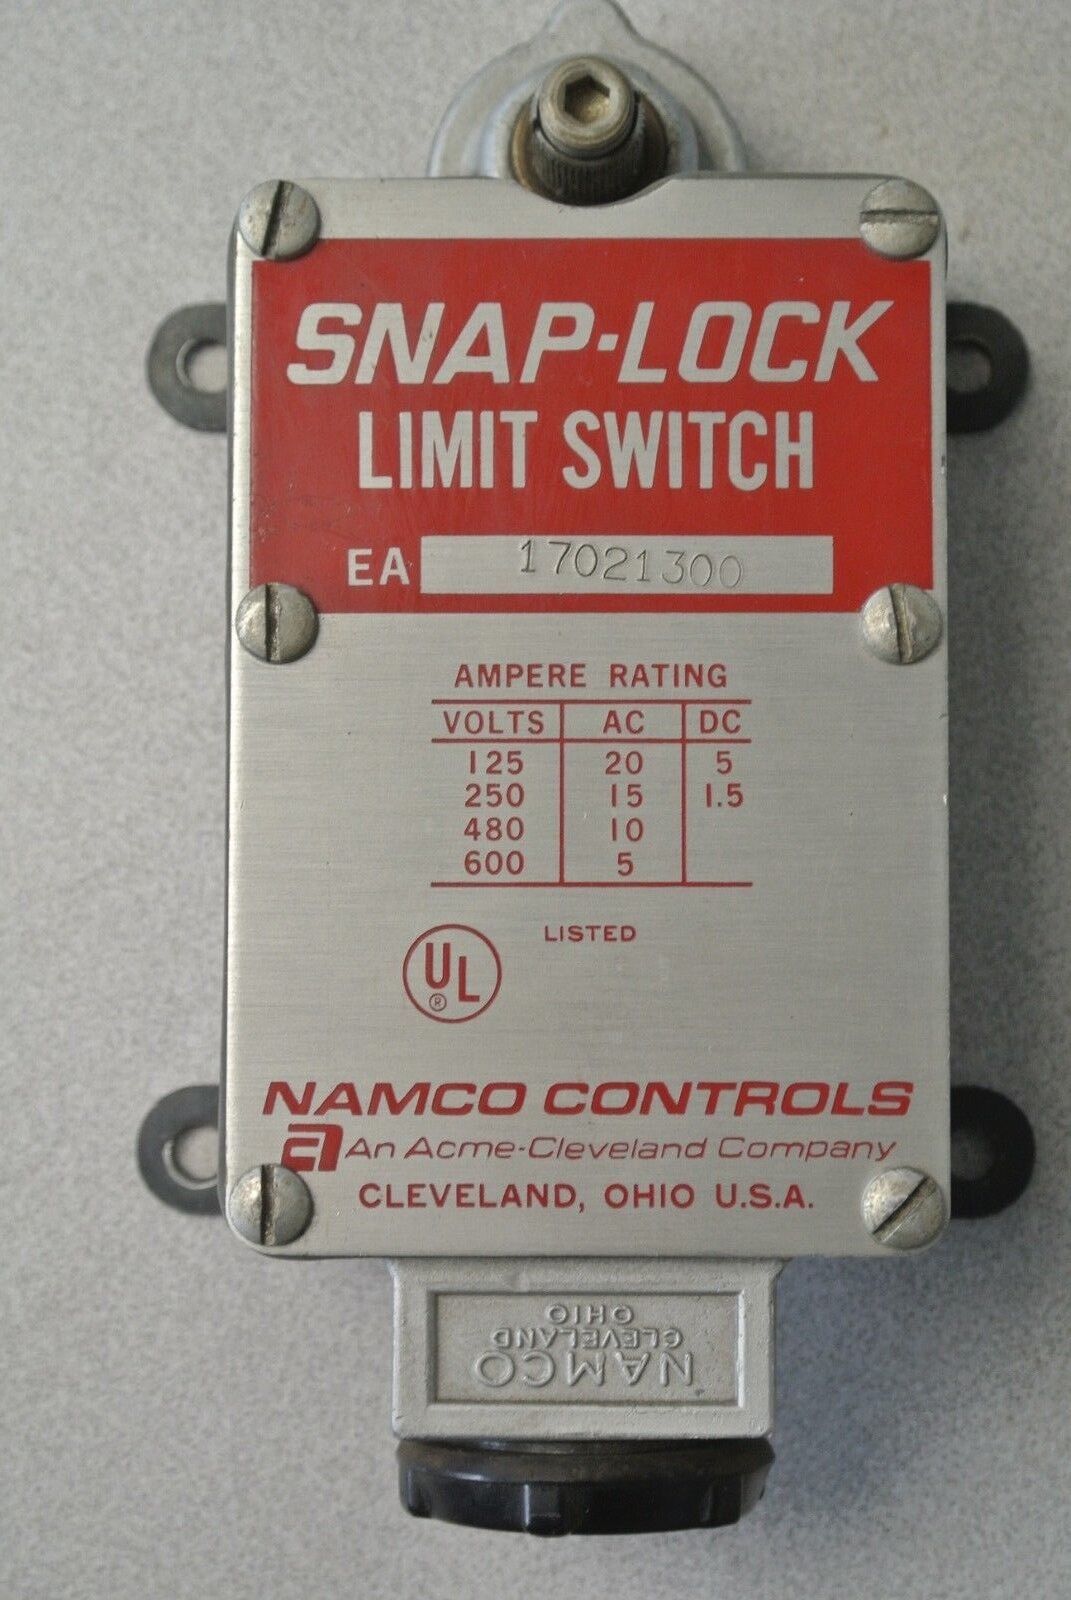 SNAP-LOCK
LIMIT SWITCH
EA 17021300
AMPERE RATING
VOLTS AC DC
125 20 5
250 15 1.5
480 10
600 5
UL ®
LISTED
NAMCO CONTROLS
An Acme-Cleveland Company
CLEVELAND, OHIO U.S.A.
NAMCO
CLEVELAND
OHIO